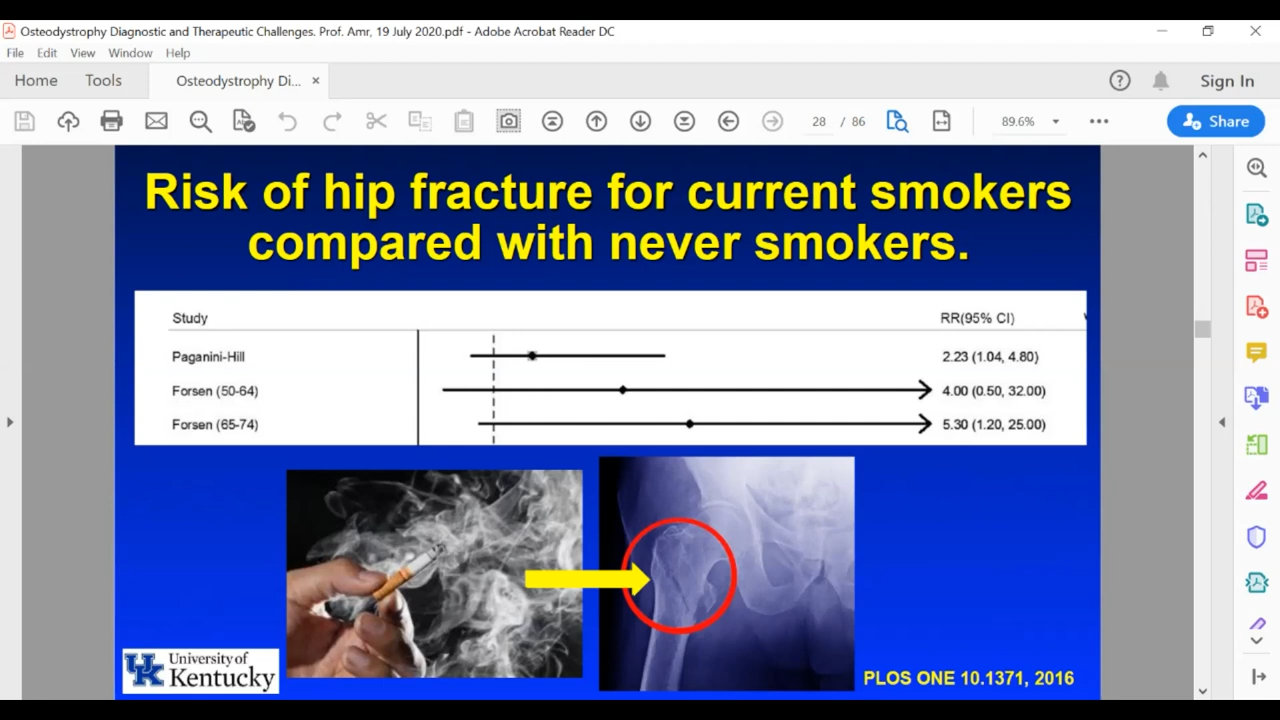 Osteodystrophy Diagnostic and Therapeutic Challenges. Prof. Amr, 19 July 2020.pdf - Adobe Acrobat Reader DC
File Edit View Window Help
Home Tools Osteodystrophy Di... × Sign In
28 / 86 89.6% Share
Risk of hip fracture for current smokers
compared with never smokers.
Study RR(95% CI)
Paganini-Hill 2.23 (1.04, 4.80)
Forsen (50-64) 4.00 (0.50, 32.00)
Forsen (65-74) 5.30 (1.20, 25.00)
UK University of
Kentucky
PLOS ONE 10.1371, 2016